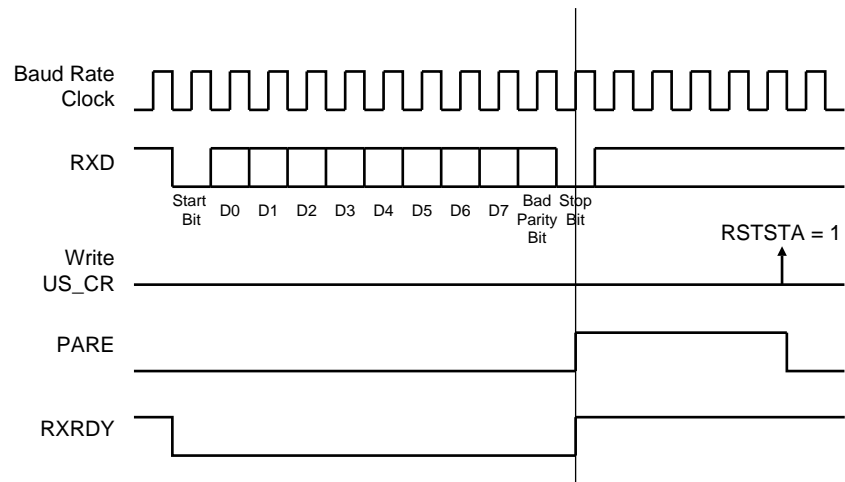 Baud Rate
Clock
RXD
Start
Bit
D0 D1 D2 D3 D4 D5 D6 D7
Bad
Parity
Bit
Stop
Bit
RSTSTA = 1
Write
US_CR
PARE
RXRDY